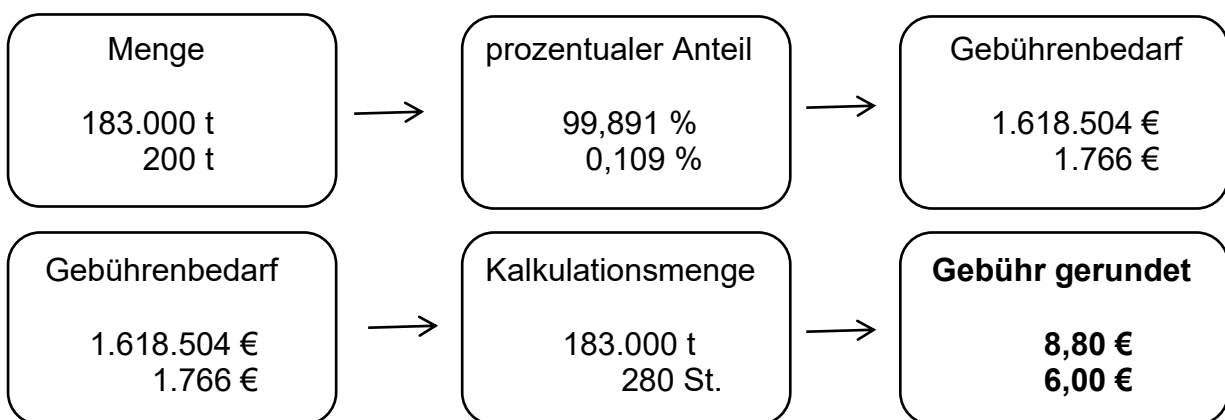 Menge
183.000 t
200 t
prozentualer Anteil
99,891 %
0,109 %
Gebührenbedarf
1.618.504 €
1.766 €
Gebührenbedarf
1.618.504 €
1.766 €
Kalkulationsmenge
183.000 t
280 St.
Gebühr gerundet
8,80 €
6,00 €